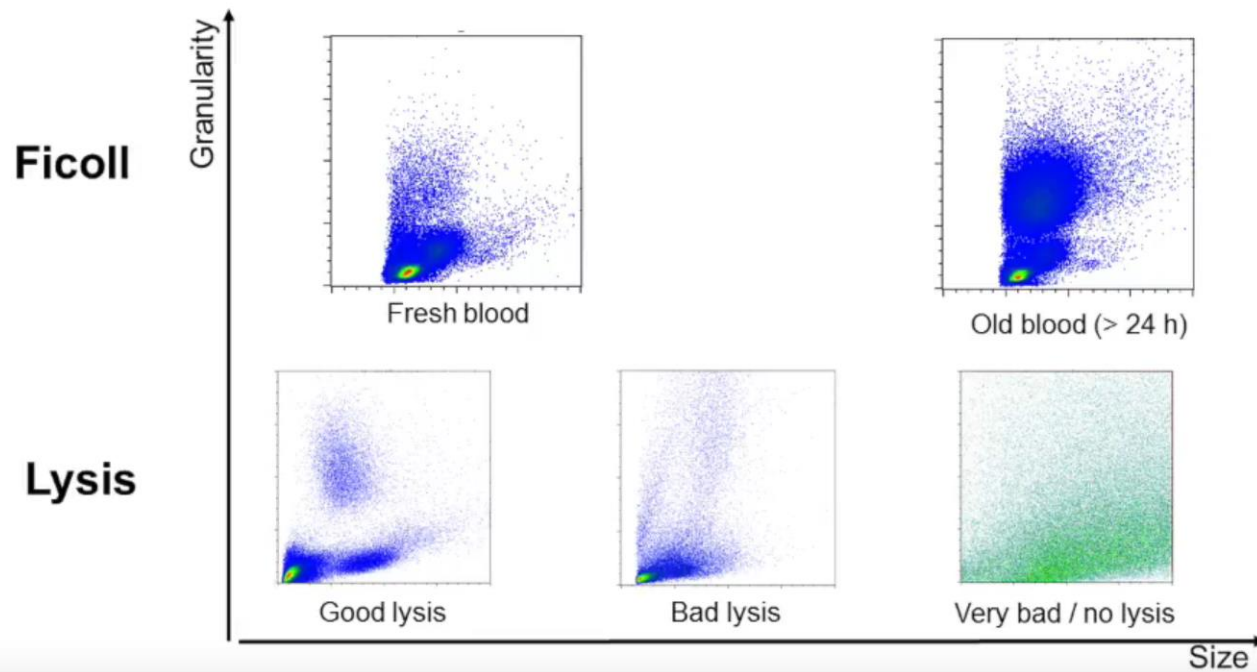 Granularity
Ficoll
Fresh blood
Old blood (> 24 h)
Lysis
Good lysis
Bad lysis
Very bad / no lysis
Size